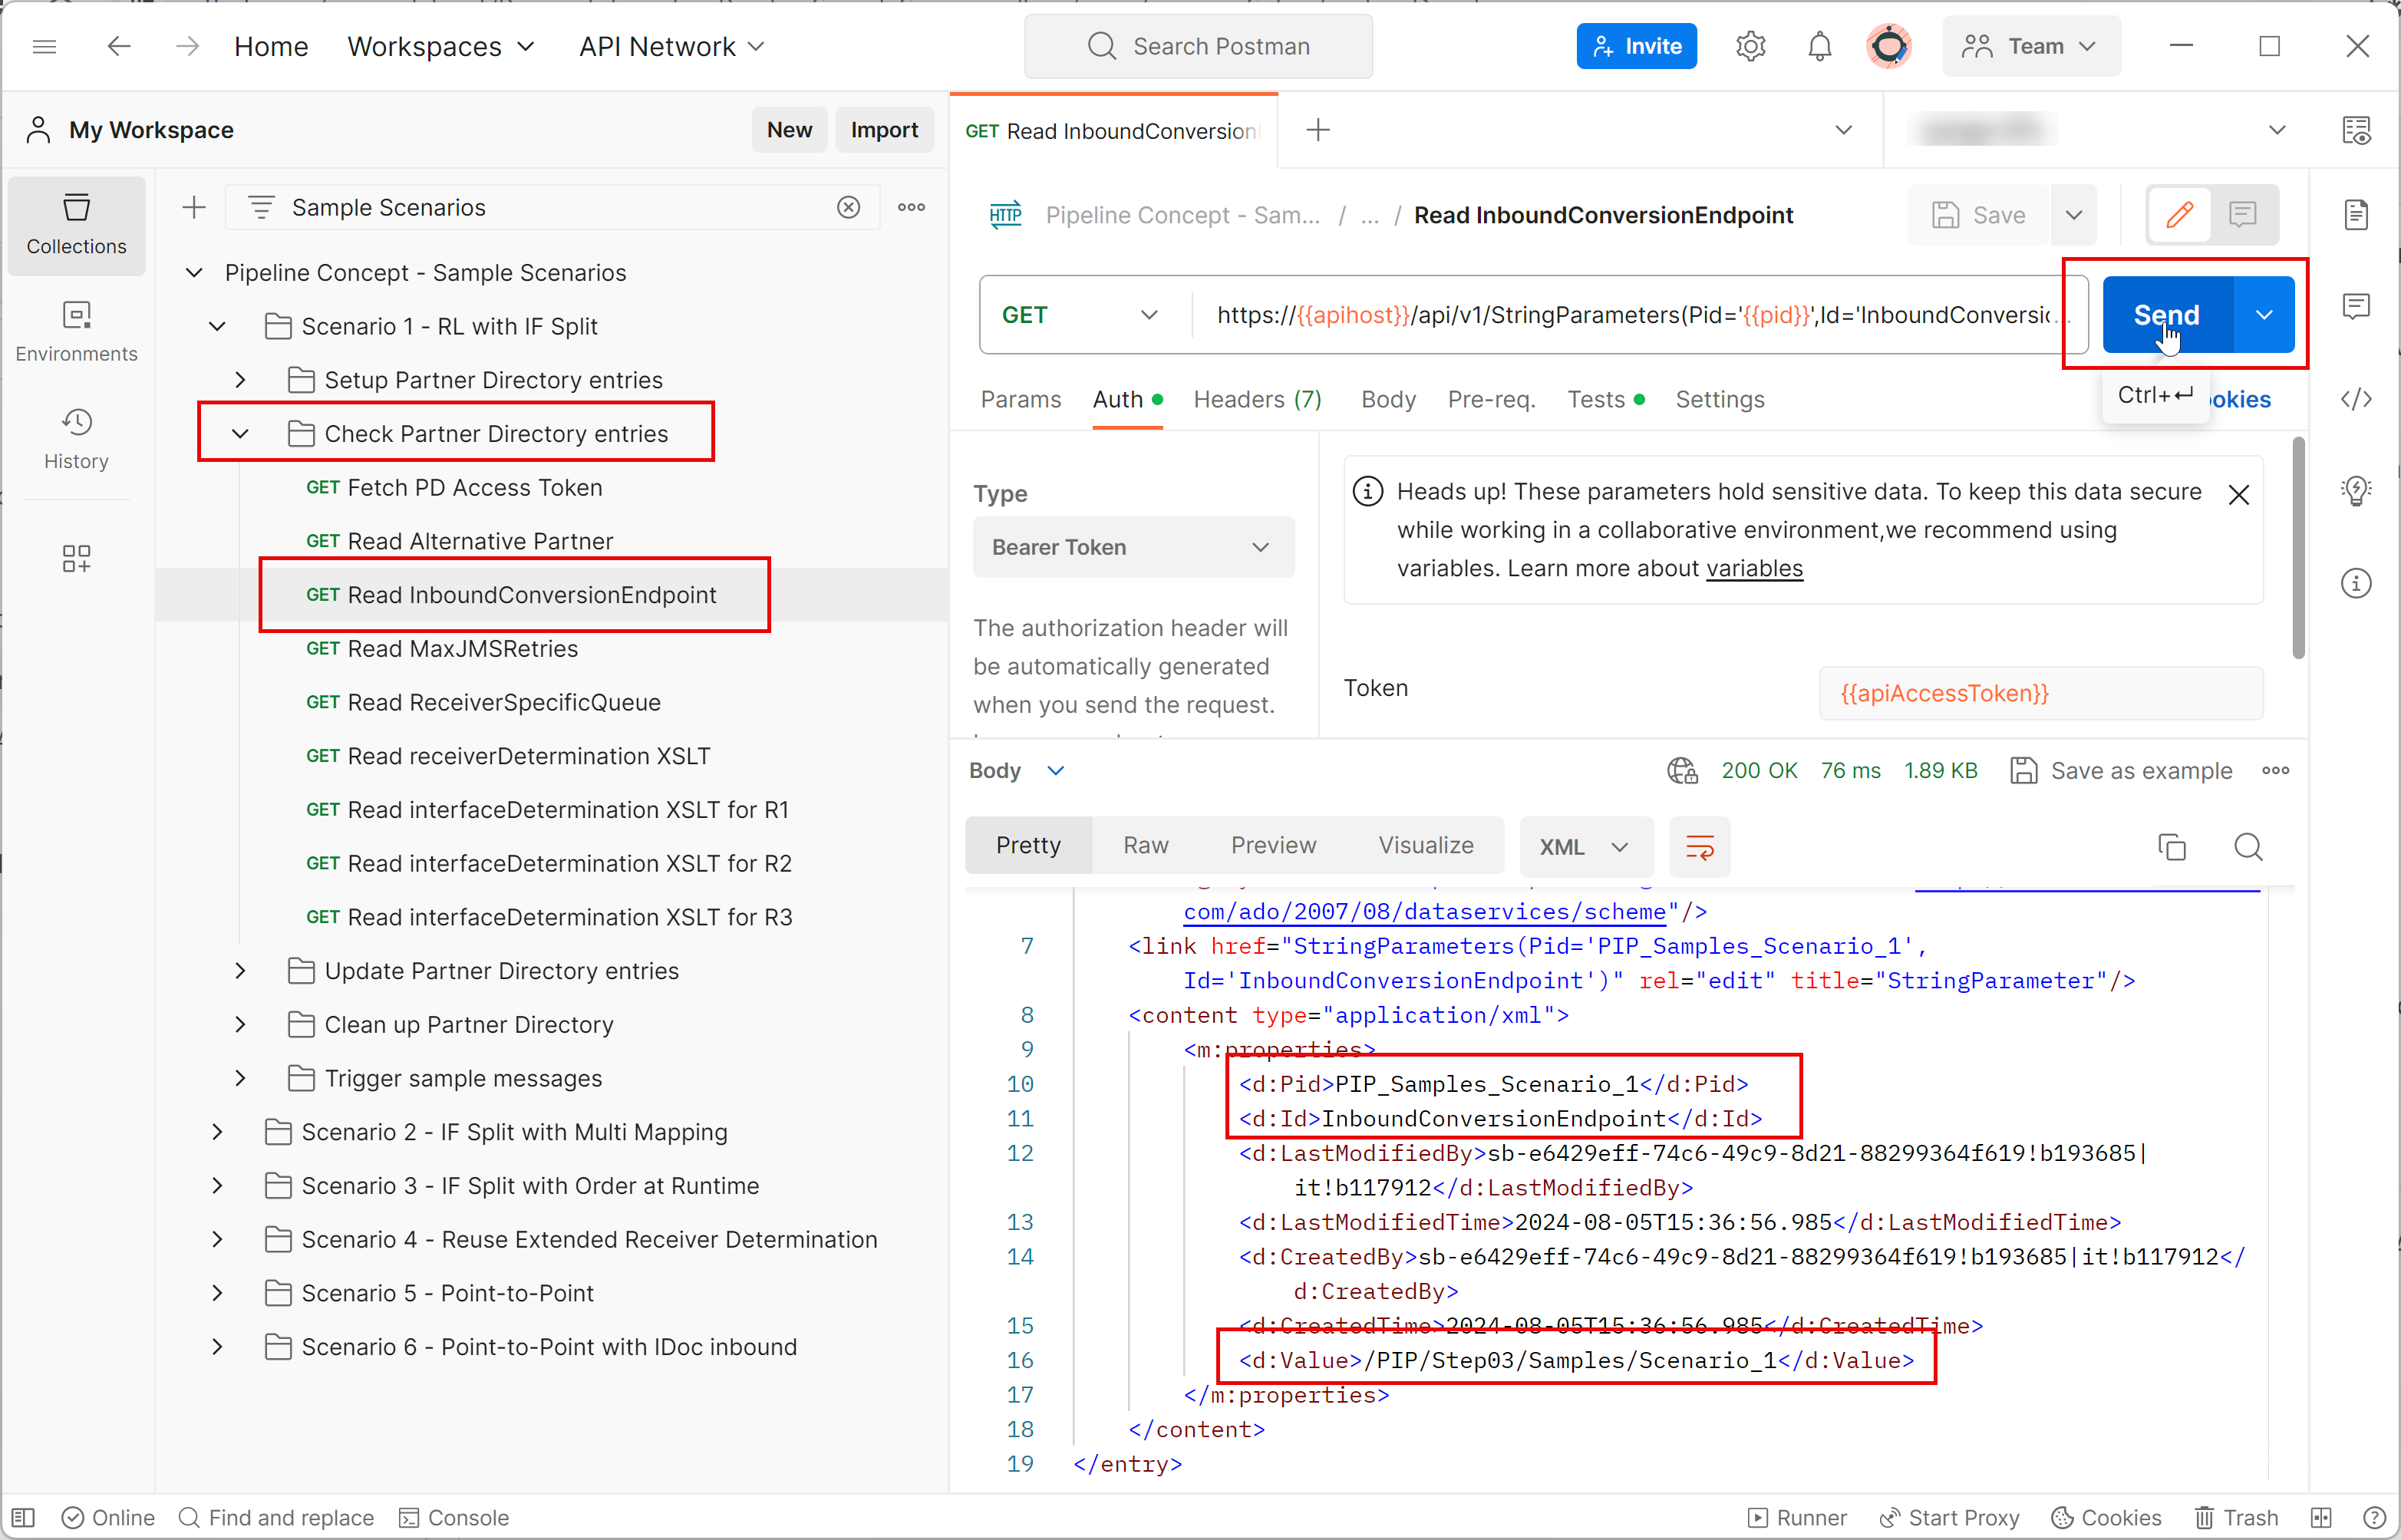 Home
Workspaces
API Network
Search Postman
Invite
Team
My Workspace
New
Import
GET Read InboundConversion
Collections
Environments
History
Sample Scenarios
Pipeline Concept - Sample Scenarios
Scenario 1 - RL with IF Split
Setup Partner Directory entries
Check Partner Directory entries
GET Fetch PD Access Token
GET Read Alternative Partner
GET Read InboundConversionEndpoint
GET Read MaxJMSRetries
GET Read ReceiverSpecificQueue
GET Read receiverDetermination XSLT
GET Read interfaceDetermination XSLT for R1
GET Read interfaceDetermination XSLT for R2
GET Read interfaceDetermination XSLT for R3
Update Partner Directory entries
Clean up Partner Directory
Trigger sample messages
Scenario 2 - IF Split with Multi Mapping
Scenario 3 - IF Split with Order at Runtime
Scenario 4 - Reuse Extended Receiver Determination
Scenario 5 - Point-to-Point
Scenario 6 - Point-to-Point with IDoc inbound
HTTP Pipeline Concept - Sam... / ... / Read InboundConversionEndpoint
Save
GET
https://{{apihost}}/api/v1/StringParameters(Pid='{{pid}}',Id='InboundConversic...
Send
Ctrl+↵
Params
Auth
Headers (7)
Body
Pre-req.
Tests
Settings
ookies
Type
Bearer Token
The authorization header will
be automatically generated
when you send the request.
Heads up! These parameters hold sensitive data. To keep this data secure
while working in a collaborative environment,we recommend using
variables. Learn more about variables
Token
{{apiAccessToken}}
Body
200 OK
76 ms
1.89 KB
Save as example
Pretty
Raw
Preview
Visualize
XML
com/ado/2007/08/dataservices/scheme"/>
7 <link href="StringParameters(Pid='PIP_Samples_Scenario_1',
Id='InboundConversionEndpoint')" rel="edit" title="StringParameter"/>
8 <content type="application/xml">
9 <m:properties>
10 <d:Pid>PIP_Samples_Scenario_1</d:Pid>
11 <d:Id>InboundConversionEndpoint</d:Id>
12 <d:LastModifiedBy>sb-e6429eff-74c6-49c9-8d21-88299364f619!b193685|
it!b117912</d:LastModifiedBy>
13 <d:LastModifiedTime>2024-08-05T15:36:56.985</d:LastModifiedTime>
14 <d:CreatedBy>sb-e6429eff-74c6-49c9-8d21-88299364f619!b193685|it!b117912</
d:CreatedBy>
15 <d:CreatedTime>2024-08-05T15:36:56.985</d:CreatedTime>
16 <d:Value>/PIP/Step03/Samples/Scenario_1</d:Value>
17 </m:properties>
18 </content>
19 </entry>
Online
Find and replace
Console
Runner
Start Proxy
Cookies
Trash